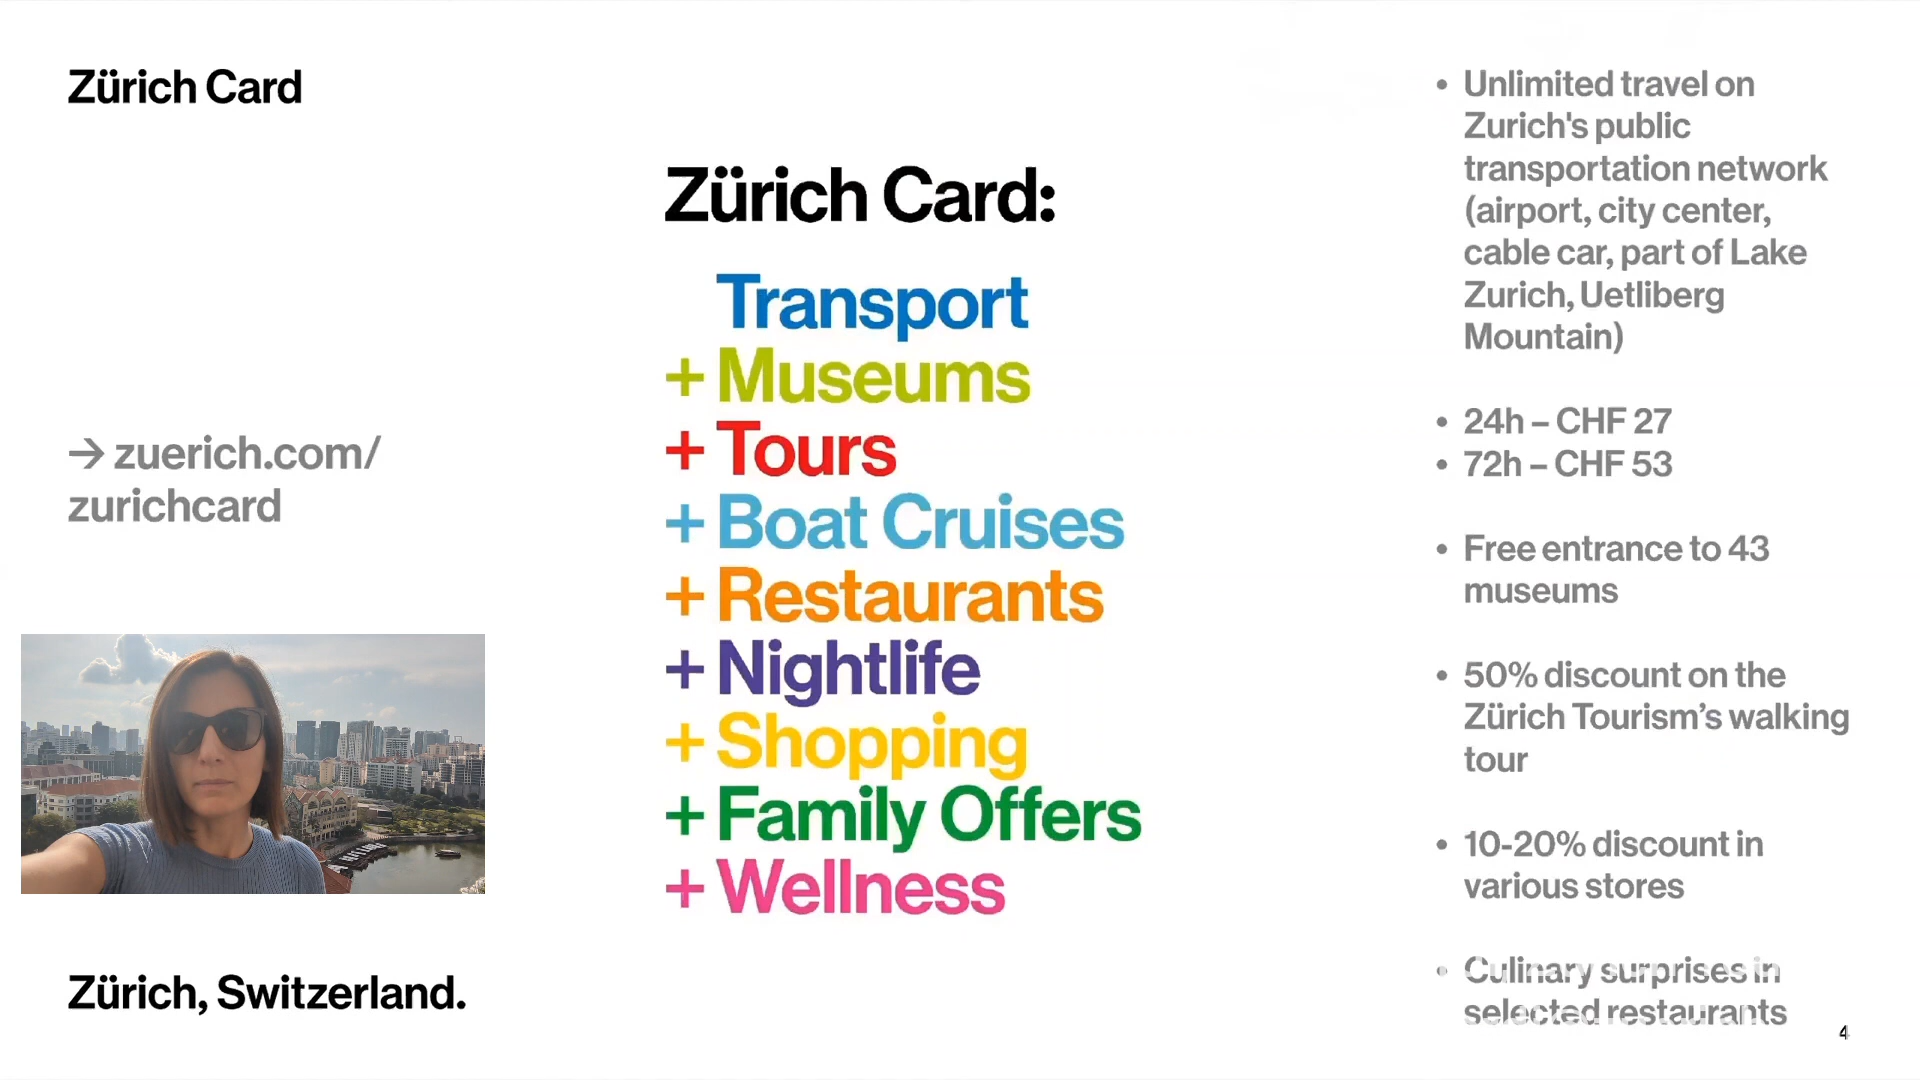 Zürich Card
→ zuerich.com/
zurichcard
Zürich, Switzerland.
Zürich Card:
Transport
+ Museums
+ Tours
+ Boat Cruises
+ Restaurants
+ Nightlife
+ Shopping
+ Family Offers
+ Wellness
• Unlimited travel on
Zurich's public
transportation network
(airport, city center,
cable car, part of Lake
Zurich, Uetliberg
Mountain)
• 24h – CHF 27
• 72h – CHF 53
• Free entrance to 43
museums
• 50% discount on the
Zürich Tourism’s walking
tour
• 10-20% discount in
various stores
• Culinary surprises in
selected restaurants
4